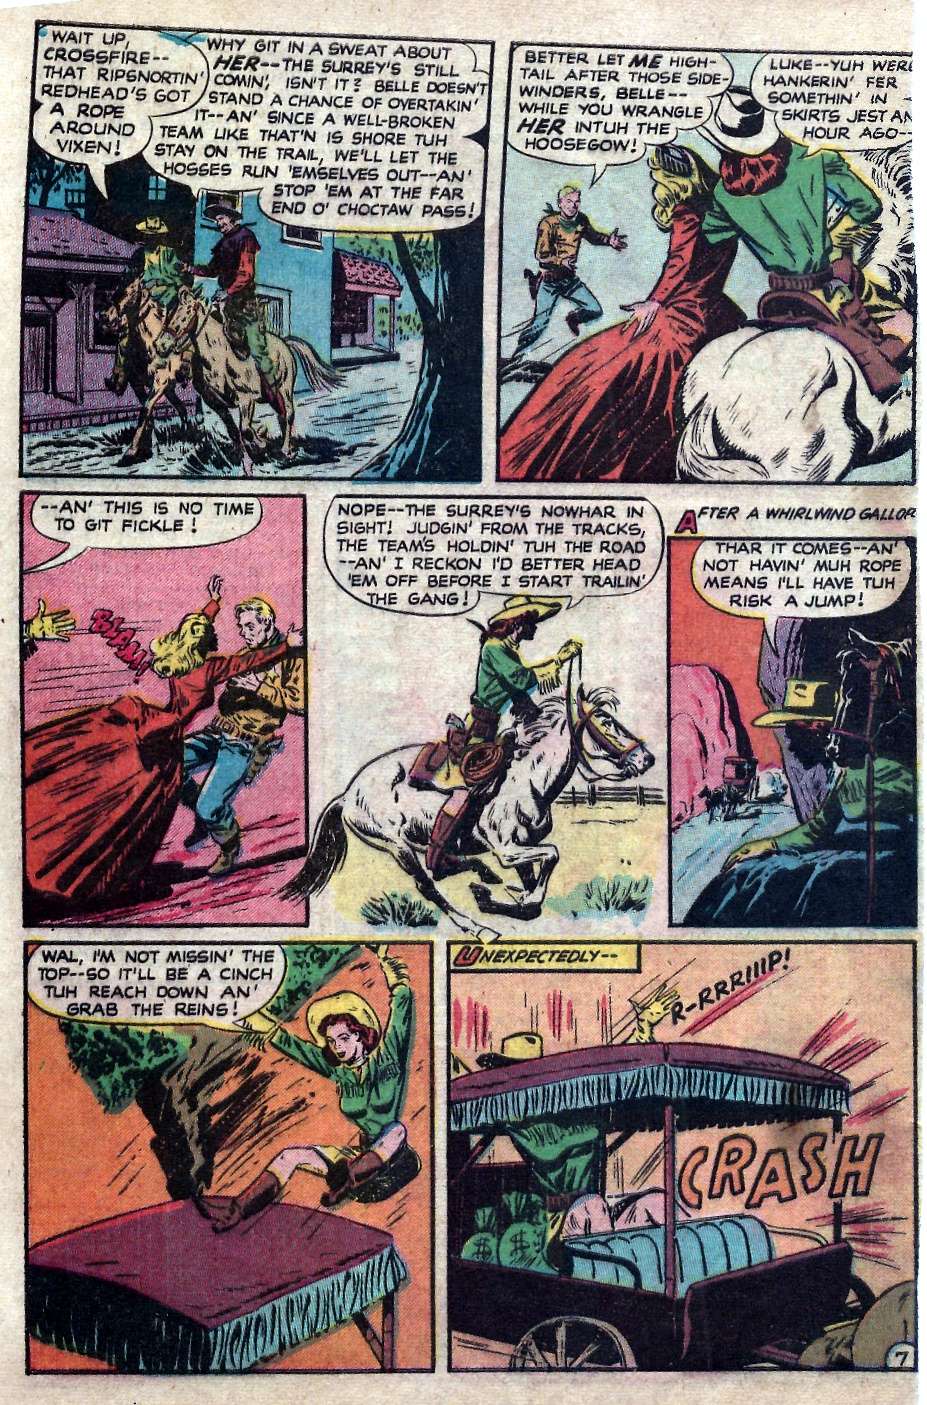 WAIT UP,
CROSSFIRE--
THAT RIPSNORTIN'
REDHEAD'S GOT
A ROPE
AROUND
VIXEN!
WHY GIT IN A SWEAT ABOUT
HER--THE SURREY'S STILL
COMIN', ISN'T IT? BELLE DOESN'T
STAND A CHANCE OF OVERTAKIN'
IT--AN' SINCE A WELL-BROKEN
TEAM LIKE THAT'N IS SHORE TUH
STAY ON THE TRAIL, WE'LL LET THE
HOSSES RUN 'EMSELVES OUT--AN'
STOP 'EM AT THE FAR
END O' CHOCTAW PASS!
BETTER LET ME HIGH-
TAIL AFTER THOSE SIDE-
WINDERS, BELLE--
WHILE YOU WRANGLE
HER INTUH THE
HOOSEGOW!
LUKE--YUH WERE
HANKERIN' FER
SOMETHIN' IN
SKIRTS JEST AN
HOUR AGO--
--AN' THIS IS NO TIME
TO GIT FICKLE!
NOPE--THE SURREY'S NOWHAR IN
SIGHT! JUDGIN' FROM THE TRACKS,
THE TEAM'S HOLDIN' TUH THE ROAD
--AN' I RECKON I'D BETTER HEAD
'EM OFF BEFORE I START TRAILIN'
THE GANG!
AFTER A WHIRLWIND GALLOP
THAR IT COMES--AN'
NOT HAVIN' MUH ROPE
MEANS I'LL HAVE TUH
RISK A JUMP!
WAL, I'M NOT MISSIN' THE
TOP--SO IT'LL BE A CINCH
TUH REACH DOWN AN'
GRAB THE REINS!
UNEXPECTEDLY--
R-RRRIIIP!
CRASH
$ $
7